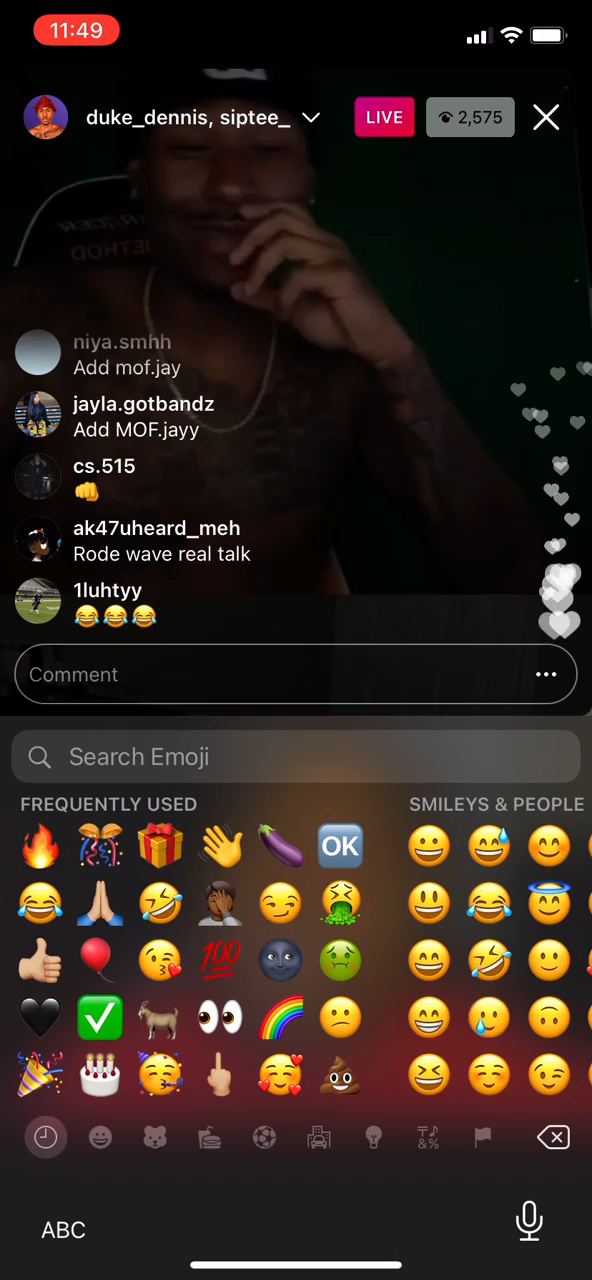 11:49
duke_dennis, siptee_
LIVE
2,575
niya.smhh
Add mof.jay
jayla.gotbandz
Add MOF.jayy
cs.515
👊
ak47uheard_meh
Rode wave real talk
1luhtyy
😂😂😂
Comment
Search Emoji
FREQUENTLY USED
SMILEYS & PEOPLE
OK
100
&%
ABC